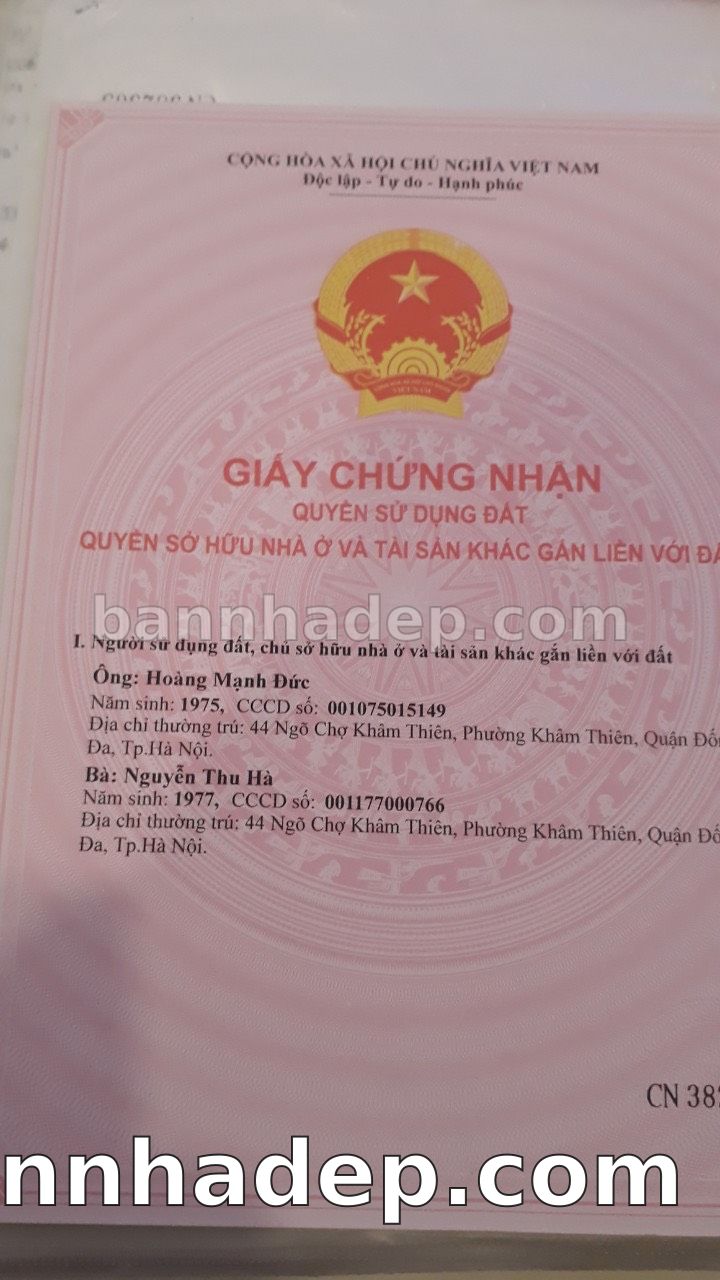 CỘNG HÒA XÃ HỘI CHỦ NGHĨA VIỆT NAM
Độc lập - Tự do - Hạnh phúc
GIẤY CHỨNG NHẬN
QUYỀN SỬ DỤNG ĐẤT
QUYỀN SỞ HỮU NHÀ Ở VÀ TÀI SẢN KHÁC GẮN LIỀN VỚI
bannhadep.com
I. Người sử dụng đất, chủ sở hữu nhà ở và tài sản khác gắn liền với đất
Ông: Hoàng Mạnh Đức
Năm sinh: 1975, CCCD số: 001075015149
Địa chỉ thường trú: 44 Ngõ Chợ Khâm Thiên, Phường Khâm Thiên, Quận
Đa, Tp.Hà Nội.
Bà: Nguyễn Thu Hà
Năm sinh: 1977, CCCD số: 001177000766
Địa chỉ thường trú: 44 Ngõ Chợ Khâm Thiên, Phường Khâm Thiên, Quận
Đa, Tp.Hà Nội.
CN 38
nnhadep.com